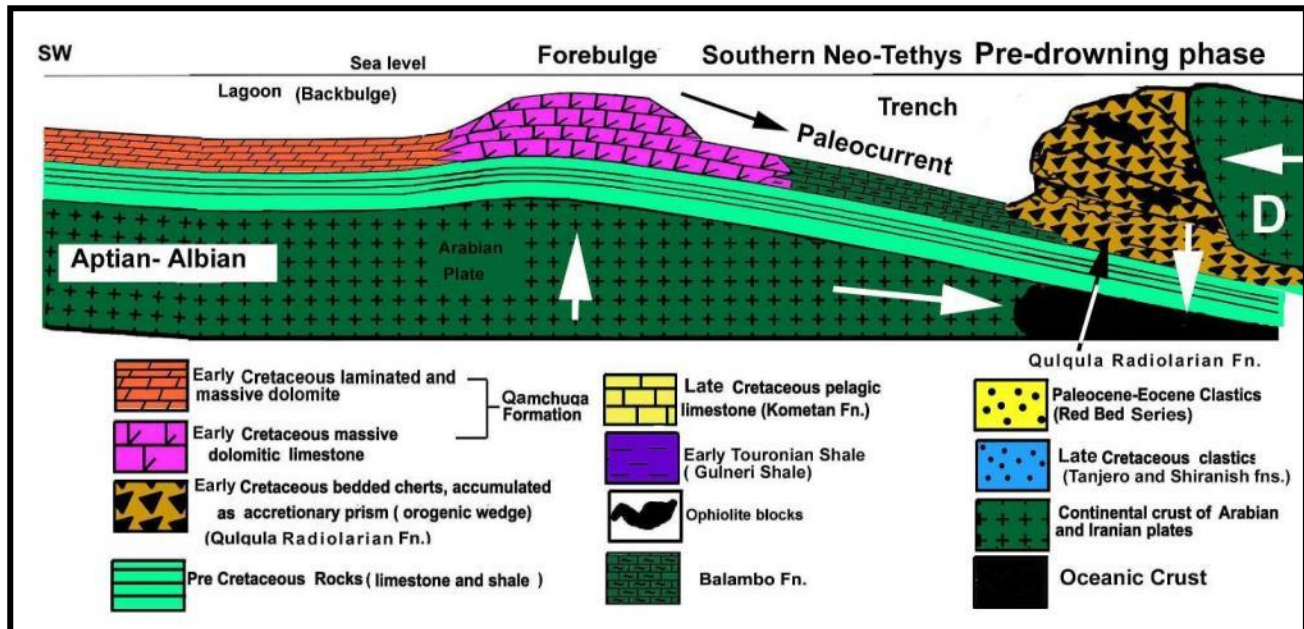 SW
Sea level
Forebulge
Southern Neo-Tethys
Pre-drowning phase
Lagoon (Backbulge)
Trench
Paleocurrent
D
Aptian- Albian
Arabian
Plate
Qulqula Radiolarian Fn.
Early Cretaceous laminated and
massive dolomite
Qamchuqa
Formation
Early Cretaceous massive
dolomitic limestone
Early Cretaceous bedded cherts, accumulated
as accretionary prism ( orogenic wedge)
(Qulqula Radiolarian Fn.)
Pre Cretaceous Rocks ( limestone and shale )
Late Cretaceous pelagic
limestone (Kometan Fn.)
Early Touronian Shale
( Gulneri Shale)
Ophiolite blocks
Balambo Fn.
Paleocene-Eocene Clastics
(Red Bed Series)
Late Cretaceous clastics
(Tanjero and Shiranish fns.)
Continental crust of Arabian
and Iranian plates
Oceanic Crust